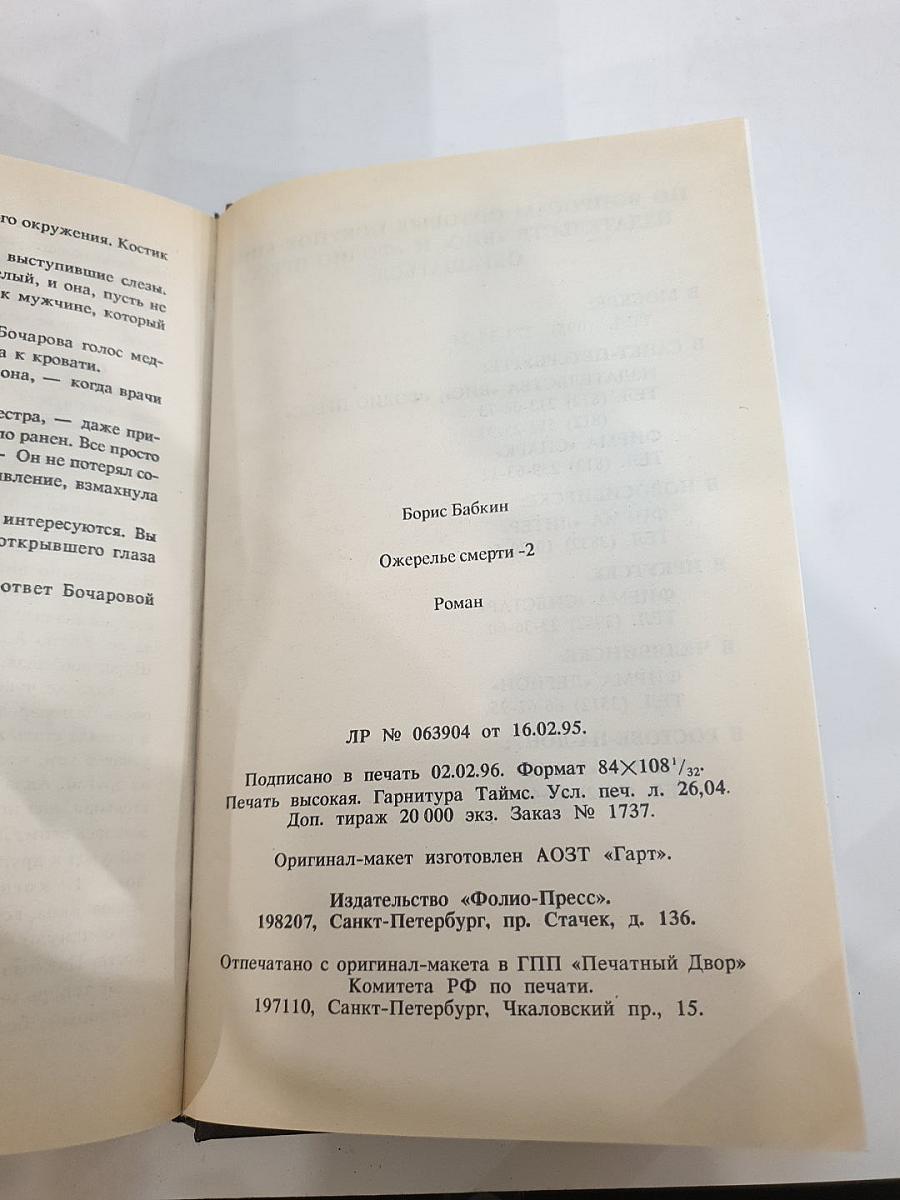 го окружения. Костик
выступившие слезы.
и она, пусть не
к мужчине, который
Бочарова голос мед-
а к кровати.
она, — когда врачи
— даже при-
ранен. Все просто
— Он не потерял со-
взмахнула
интересуются. Вы
открывшего глаза
ответ Бочаровой
Борис Бабкин
Ожерелье смерти -2
Роман
ЛР № 063904 от 16.02.95.
Подписано в печать 02.02.96. Формат 84×108¹/₃₂.
Печать высокая. Гарнитура Таймс. Усл. печ. л. 26,04.
Доп. тираж 20 000 экз. Заказ № 1737.
Оригинал-макет изготовлен АОЗТ «Гарт».
Издательство «Фолио-Пресс».
198207, Санкт-Петербург, пр. Стачек, д. 136.
Отпечатано с оригинал-макета в ГПП «Печатный Двор»
Комитета РФ по печати.
197110, Санкт-Петербург, Чкаловский пр., 15.